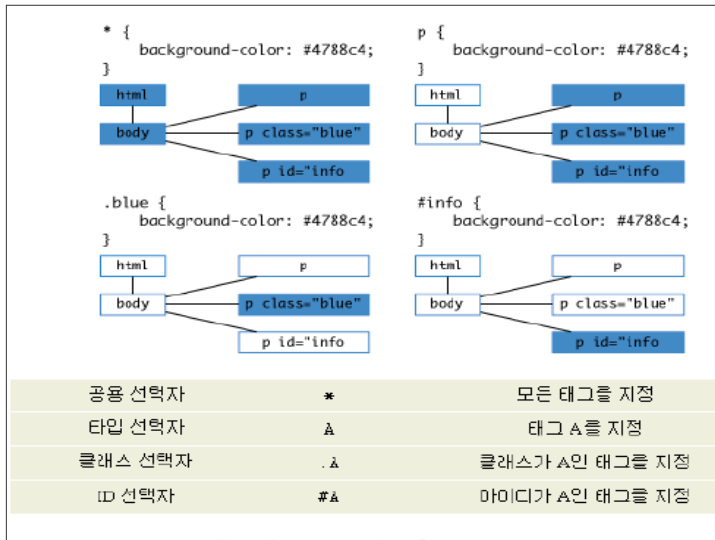 * {
background-color: #4788c4;
}
html
body
p
p class="blue"
p id="info
p {
background-color: #4788c4;
}
html
body
p
p class="blue"
p id="info
.blue {
background-color: #4788c4;
}
html
body
p
p class="blue"
p id="info
#info {
background-color: #4788c4;
}
html
body
p
p class="blue"
p id="info
공용 선택자 * 모든 태그를 지정
타입 선택자 A 태그 A를 지정
클래스 선택자 .A 클래스가 A인 태그를 지정
ID 선택자 #A 아이디가 A인 태그를 지정